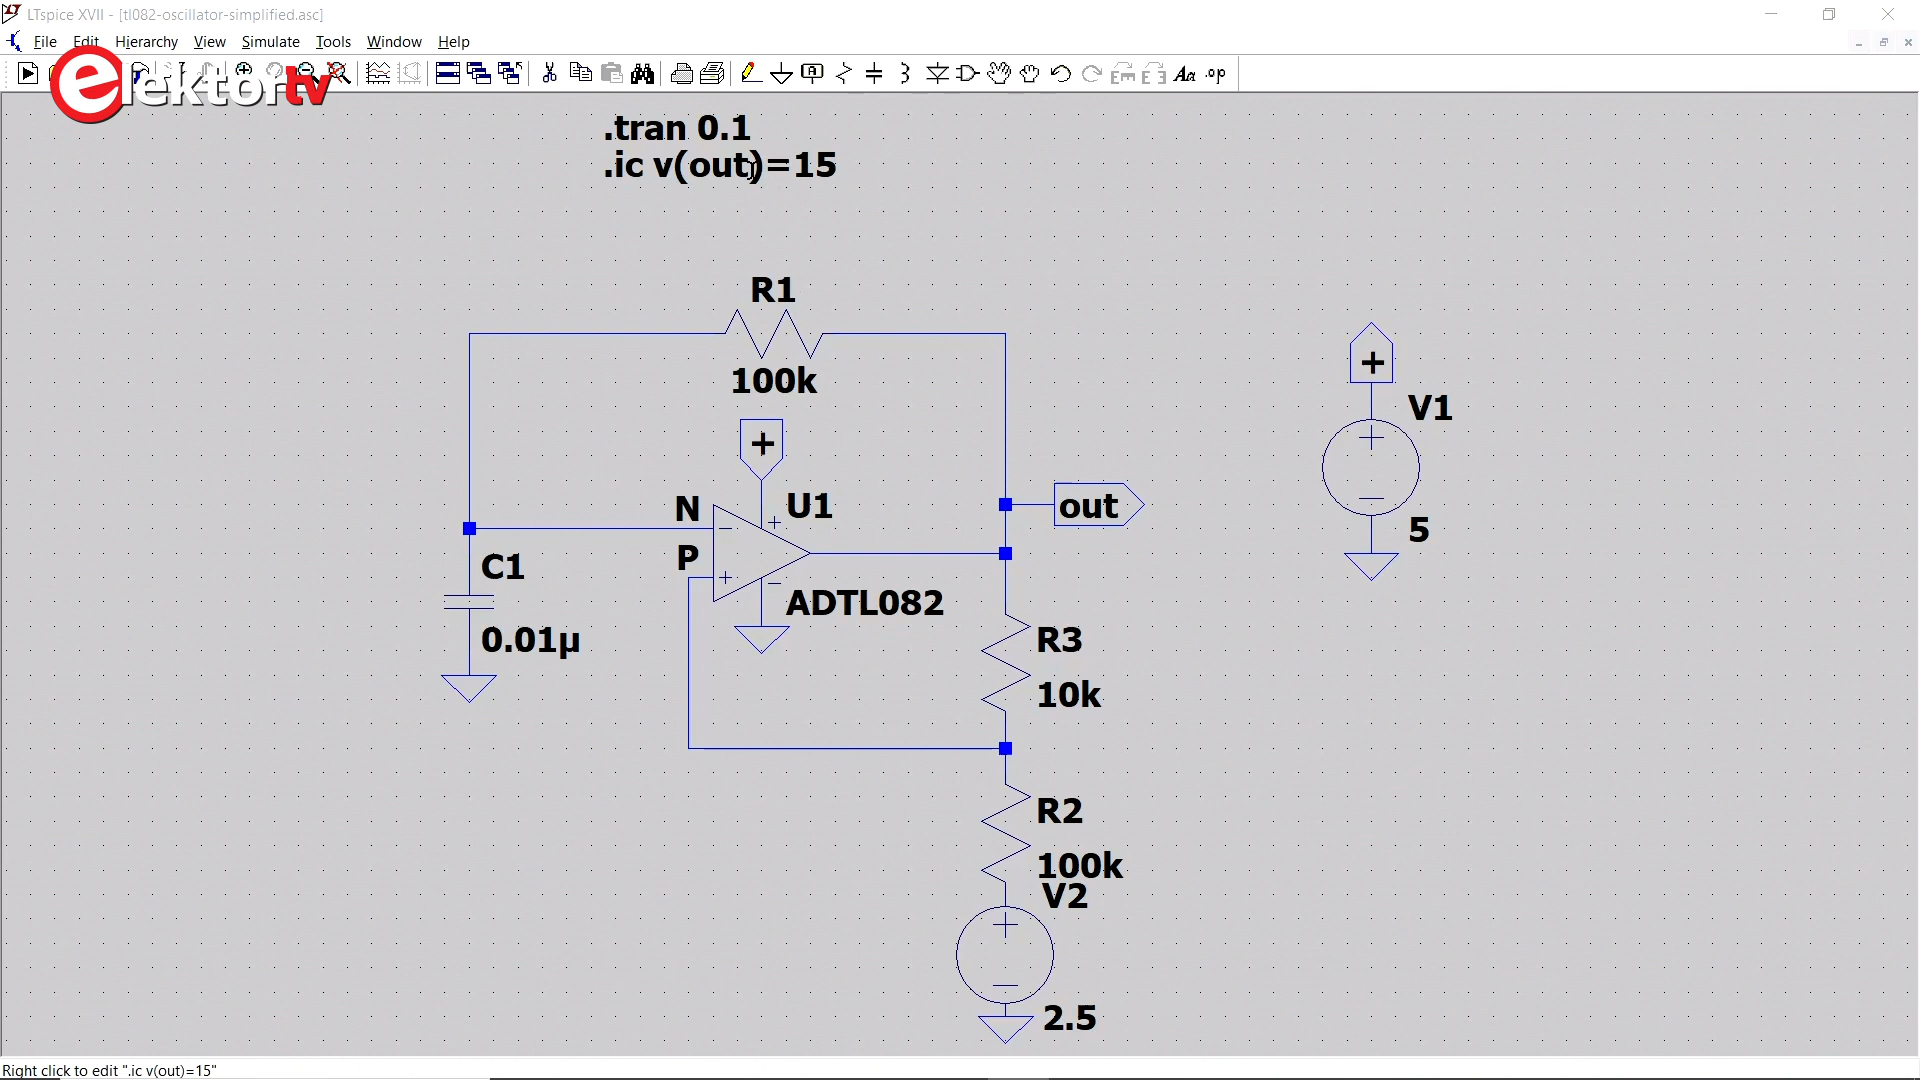 LTspice XVII - [tl082-oscillator-simplified.asc]
File Edit Hierarchy View Simulate Tools Window Help
elektortv
.tran 0.1
.ic v(out)=15
R1
100k
+
V1
5
+
N
U1
out
P
C1
ADTL082
0.01µ
R3
10k
R2
100k
V2
2.5
Right click to edit ".ic v(out)=15"